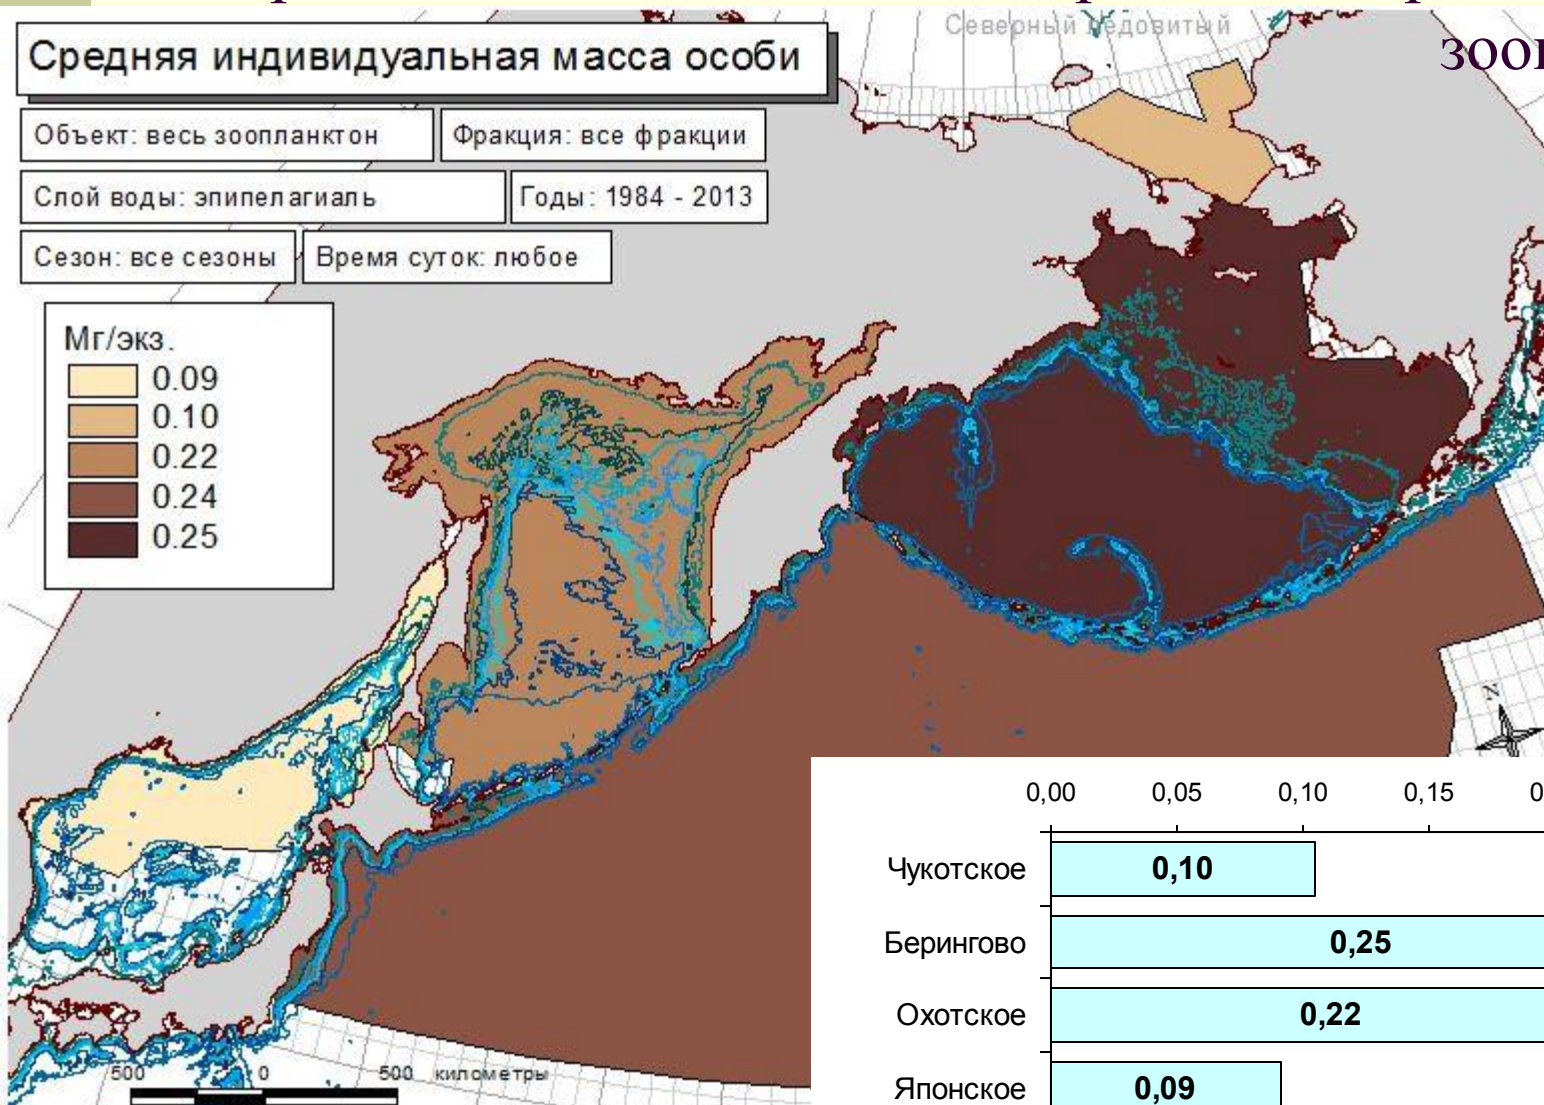 Северный Ледовитый
Средняя индивидуальная масса особи
Объект: весь зоопланктон
Фракция: все фракции
Слой воды: эпипелагиаль
Годы: 1984 - 2013
Сезон: все сезоны
Время суток: любое
Мг/экз.
0.09
0.10
0.22
0.24
0.25
N
0,00 0,05 0,10 0,15
Чукотское 0,10
Берингово 0,25
Охотское 0,22
Японское 0,09
500 0 500 километры